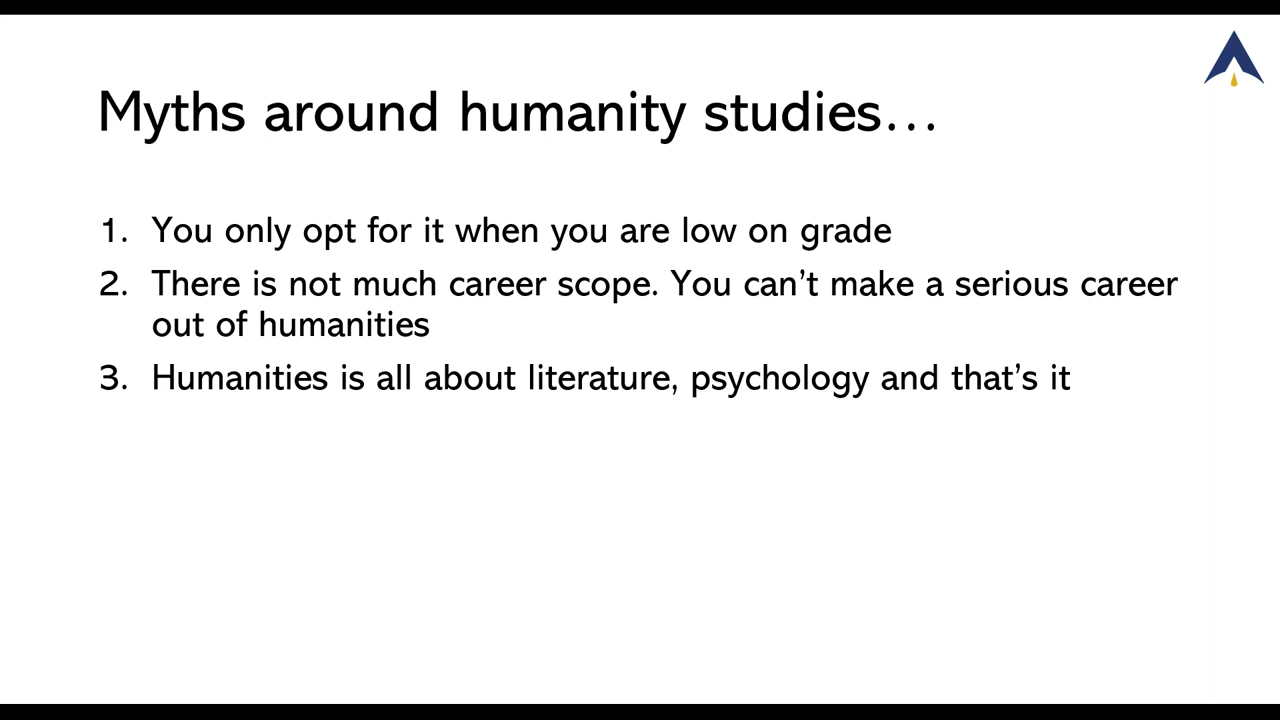 Myths around humanity studies...
1. You only opt for it when you are low on grade
2. There is not much career scope. You can't make a serious career
out of humanities
3. Humanities is all about literature, psychology and that's it